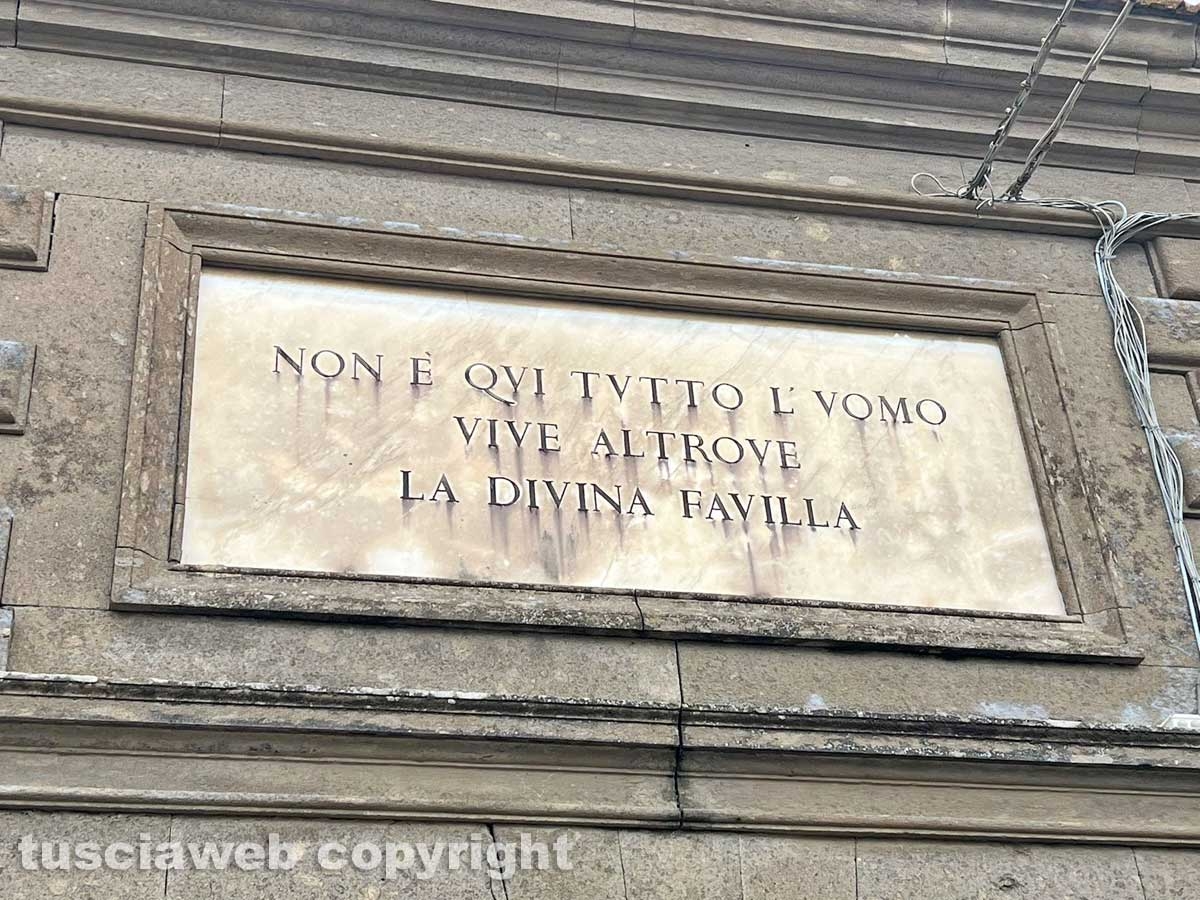 NON È QVI TVTTO L'VOMO
VIVE ALTROVE
LA DIVINA FAVILLA
tusciaweb copyright